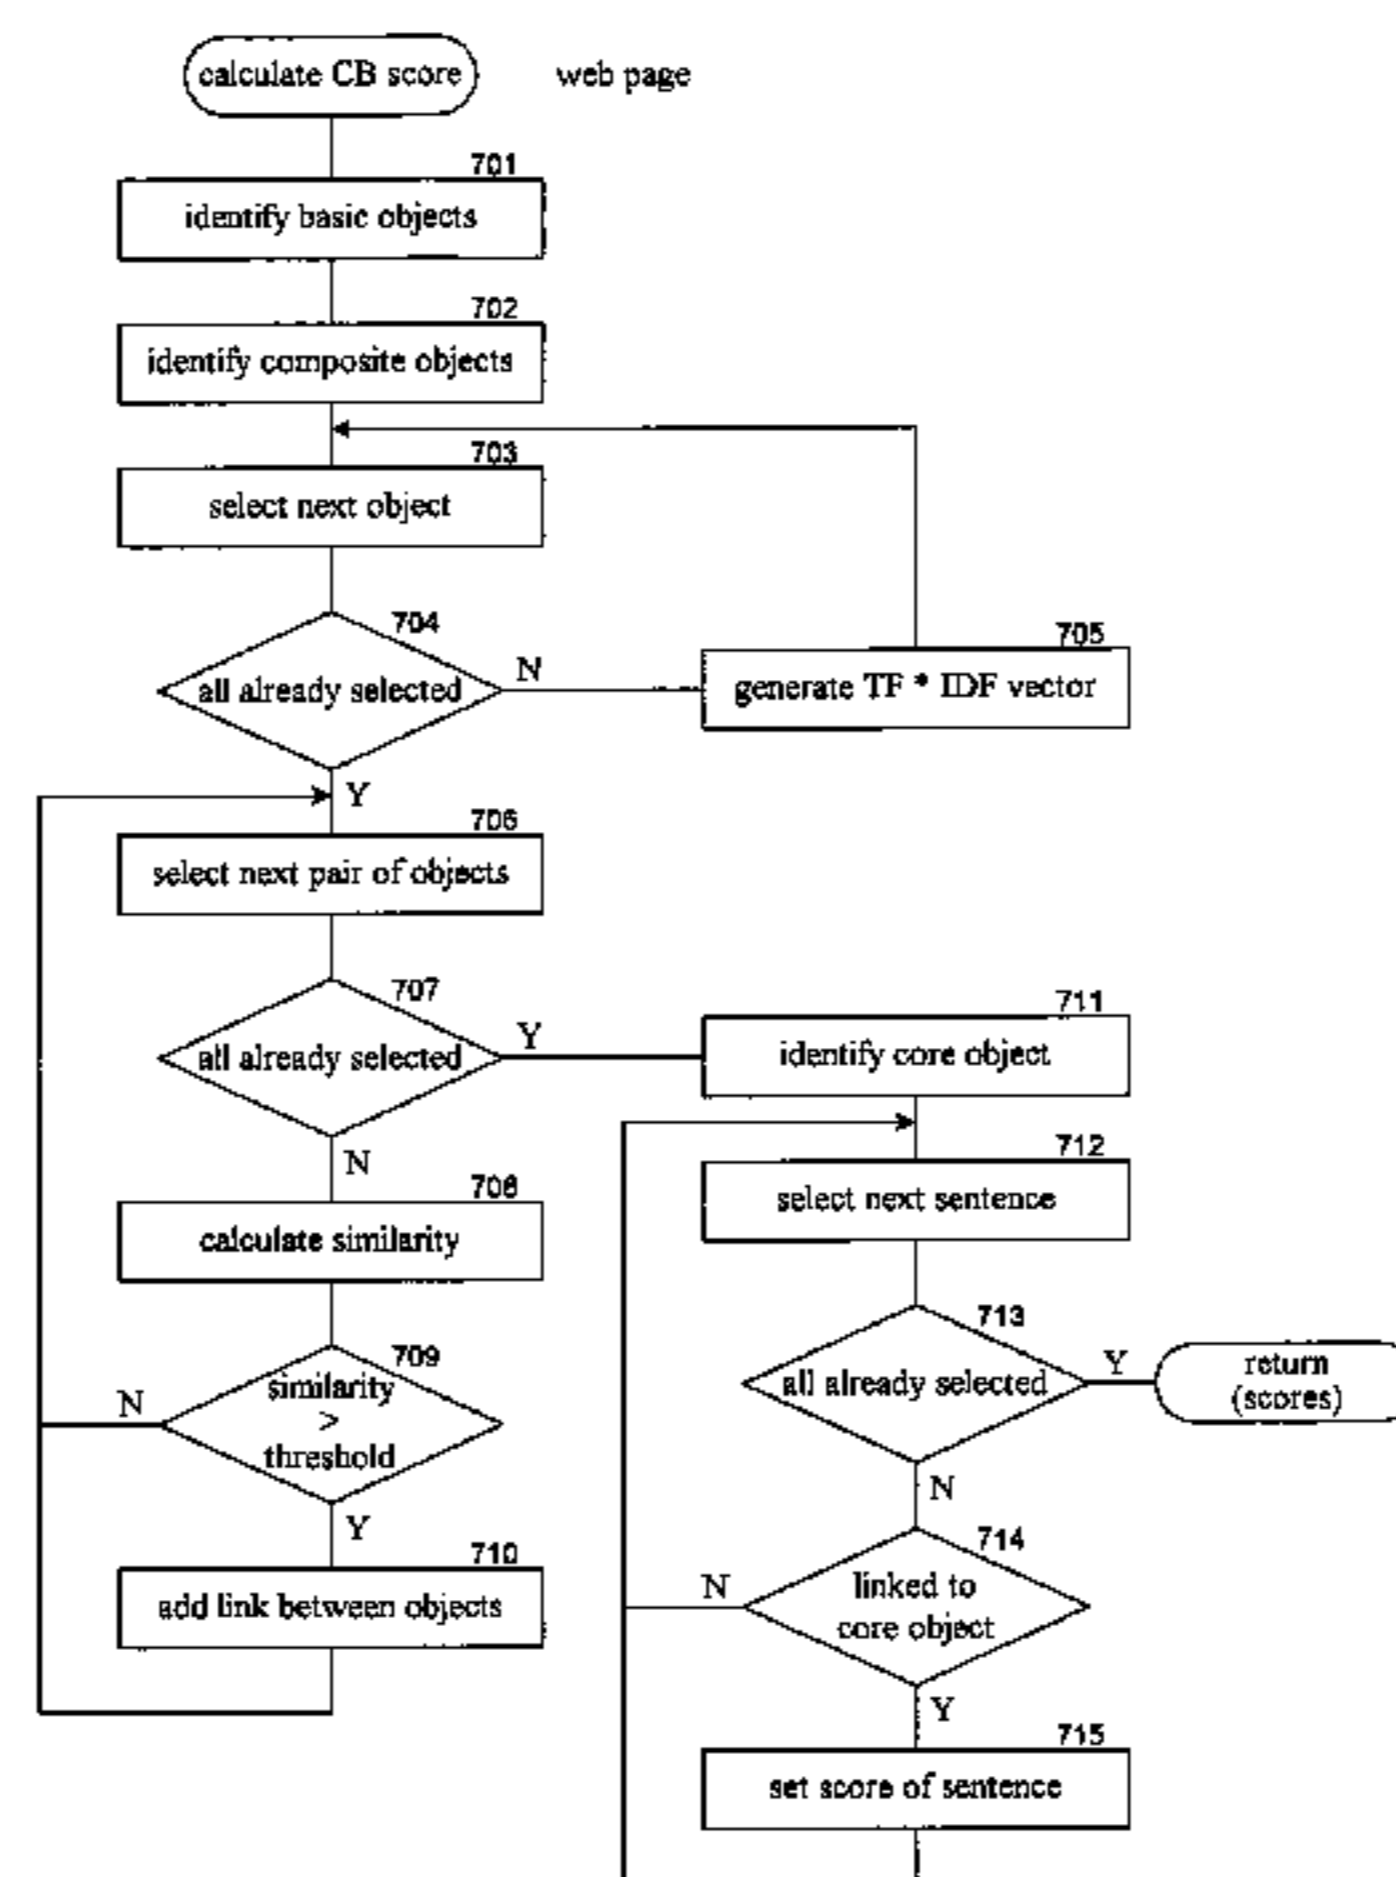 calculate CB score
web page
701
identify basic objects
702
identify composite objects
703
select next object
704
all already selected
N
705
generate TF * IDF vector
Y
706
select next pair of objects
707
all already selected
Y
711
identify core object
N
712
select next sentence
708
calculate similarity
713
all already selected
Y
return
(scores)
709
similarity
>
threshold
N
Y
N
710
add link between objects
714
linked to
core object
N
Y
715
set score of sentence